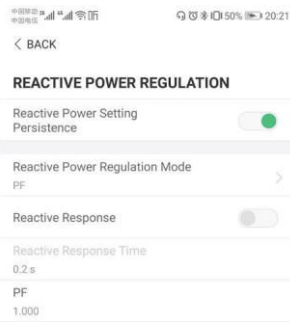 中国移动
中国电信
50% 20:21
< BACK
REACTIVE POWER REGULATION
Reactive Power Setting
Persistence
Reactive Power Regulation Mode
PF
Reactive Response
Reactive Response Time
0.2 s
PF
1.000